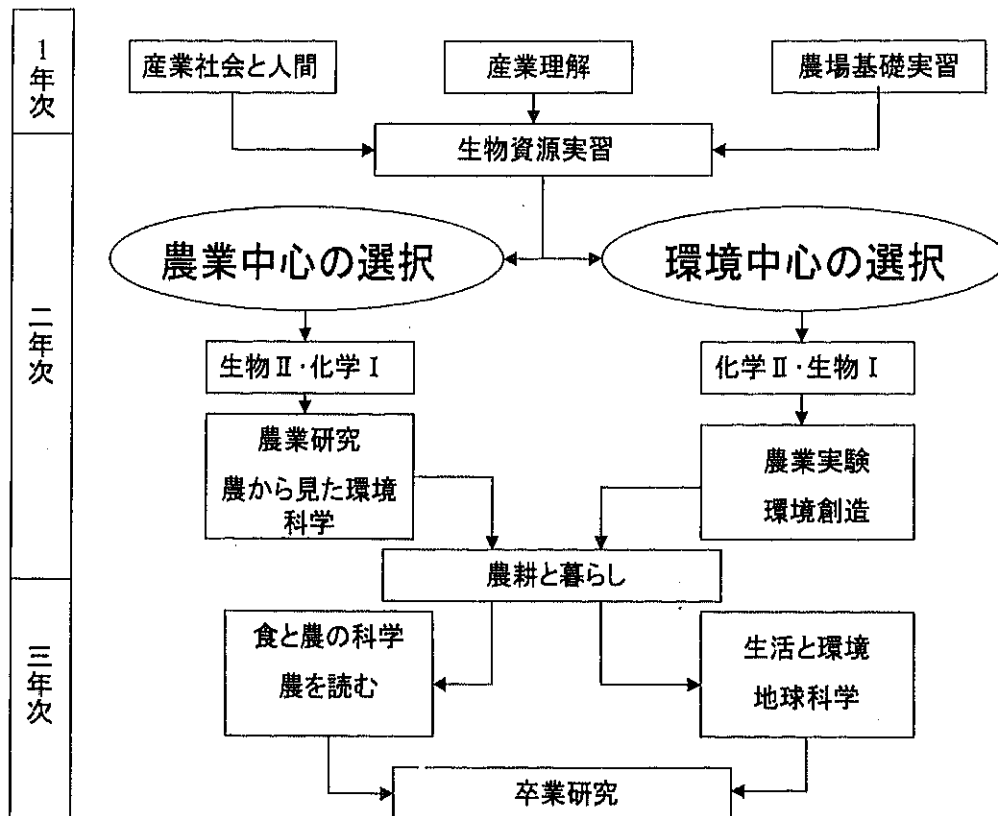 1年次
産業社会と人間
産業理解
農場基礎実習
生物資源実習
二年次
農業中心の選択
環境中心の選択
生物Ⅱ･化学Ⅰ
化学Ⅱ･生物Ⅰ
農業研究
農から見た環境
科学
農業実験
環境創造
農耕と暮らし
三年次
食と農の科学
農を読む
生活と環境
地球科学
卒業研究